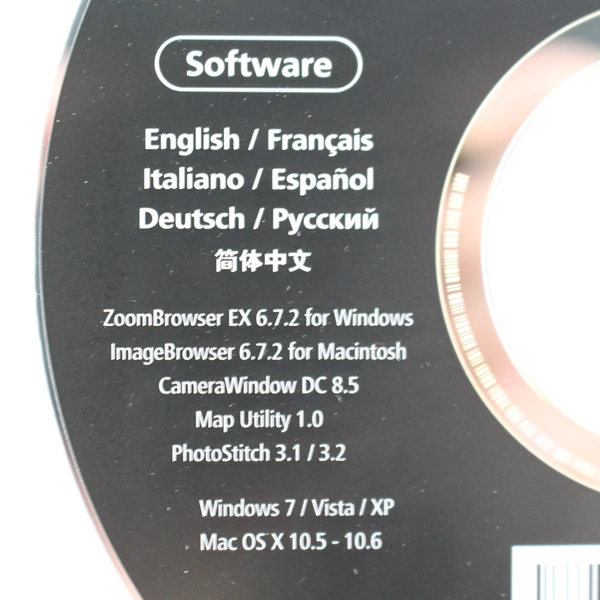 Software
English / Français
Italiano / Español
Deutsch / Русский
简体中文
ZoomBrowser EX 6.7.2 for Windows
ImageBrowser 6.7.2 for Macintosh
CameraWindow DC 8.5
Map Utility 1.0
PhotoStitch 3.1 / 3.2
Windows 7 / Vista / XP
Mac OS X 10.5 - 10.6